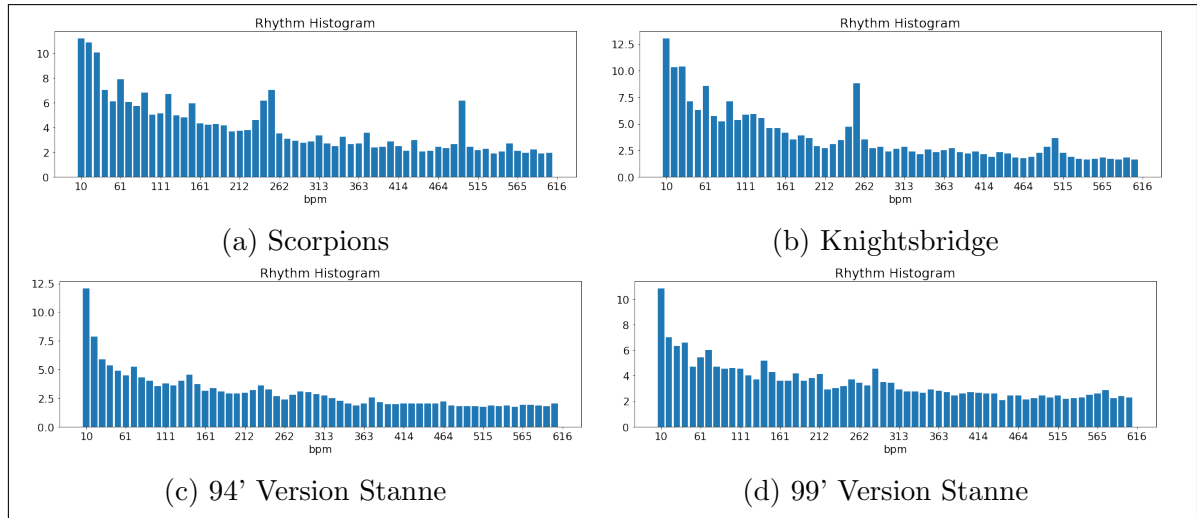 Rhythm Histogram
10
8
6
4
2
0
10 61 111 161 212 262 313 363 414 464 515 565 616
bpm
(a) Scorpions
Rhythm Histogram
12.5
10.0
7.5
5.0
2.5
0.0
10 61 111 161 212 262 313 363 414 464 515 565 616
bpm
(b) Knightsbridge
Rhythm Histogram
12.5
10.0
7.5
5.0
2.5
0.0
10 61 111 161 212 262 313 363 414 464 515 565 616
bpm
(c) 94' Version Stanne
Rhythm Histogram
10
8
6
4
2
0
10 61 111 161 212 262 313 363 414 464 515 565 616
bpm
(d) 99' Version Stanne